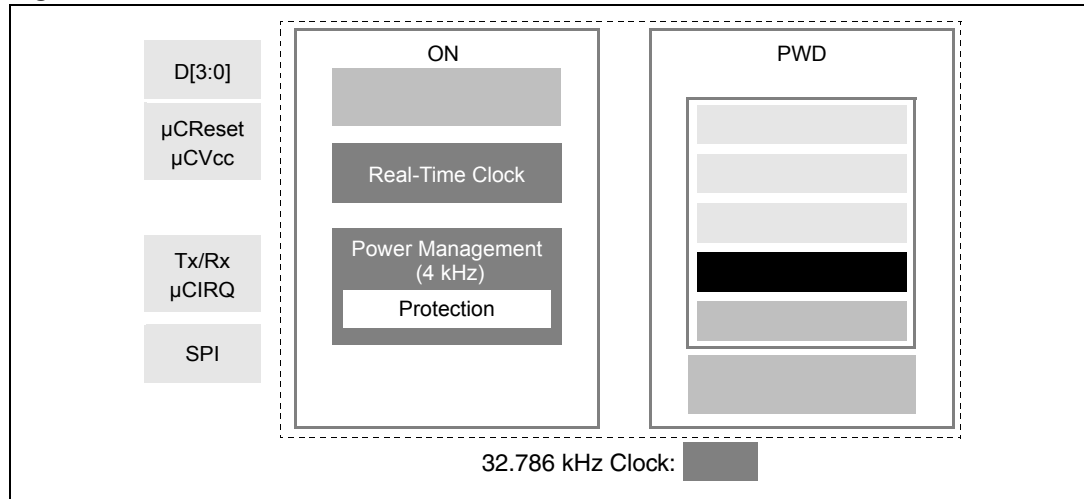 ON
PWD
D[3:0]
µCReset
µCVcc
Real-Time Clock
Tx/Rx
µCIRQ
Power Management
(4 kHz)
Protection
SPI
32.786 kHz Clock: